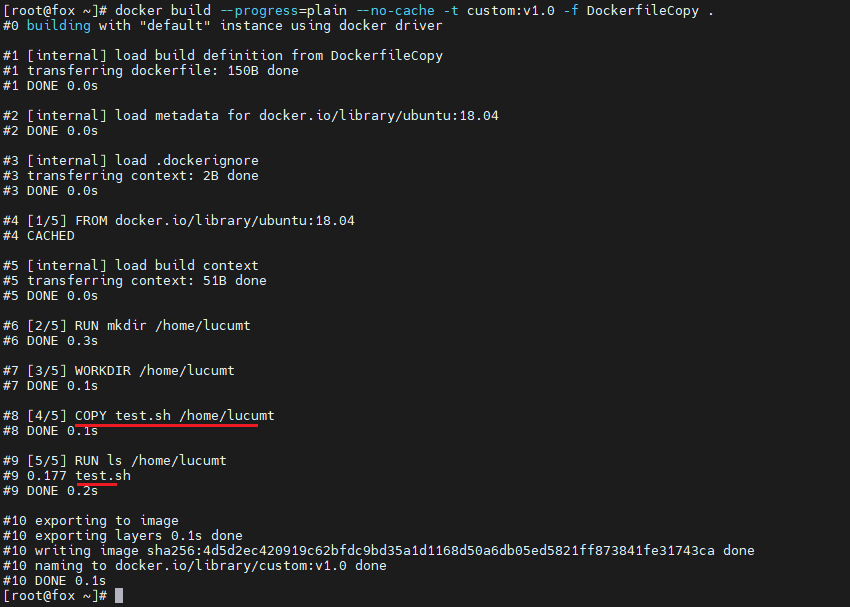 [root@fox ~]# docker build --progress=plain --no-cache -t custom:v1.0 -f DockerfileCopy .
#0 building with "default" instance using docker driver
#1 [internal] load build definition from DockerfileCopy
#1 transferring dockerfile: 150B done
#1 DONE 0.0s
#2 [internal] load metadata for docker.io/library/ubuntu:18.04
#2 DONE 0.0s
#3 [internal] load .dockerignore
#3 transferring context: 2B done
#3 DONE 0.0s
#4 [1/5] FROM docker.io/library/ubuntu:18.04
#4 CACHED
#5 [internal] load build context
#5 transferring context: 51B done
#5 DONE 0.0s
#6 [2/5] RUN mkdir /home/lucumt
#6 DONE 0.3s
#7 [3/5] WORKDIR /home/lucumt
#7 DONE 0.1s
#8 [4/5] COPY test.sh /home/lucumt
#8 DONE 0.1s
#9 [5/5] RUN ls /home/lucumt
#9 0.177 test.sh
#9 DONE 0.2s
#10 exporting to image
#10 exporting layers 0.1s done
#10 writing image sha256:4d5d2ec420919c62bfdc9bd35a1d1168d50a6db05ed5821ff873841fe31743ca done
#10 naming to docker.io/library/custom:v1.0 done
#10 DONE 0.1s
[root@fox ~]#